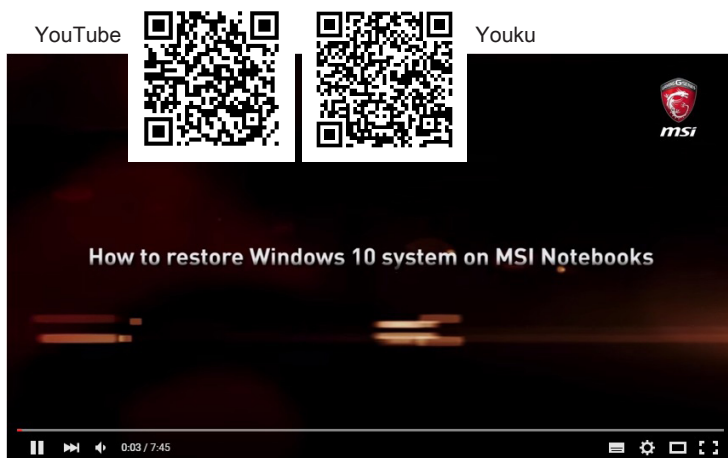 YouTube
Youku
msi
How to restore Windows 10 system on MSI Notebooks
0:03 / 7:45